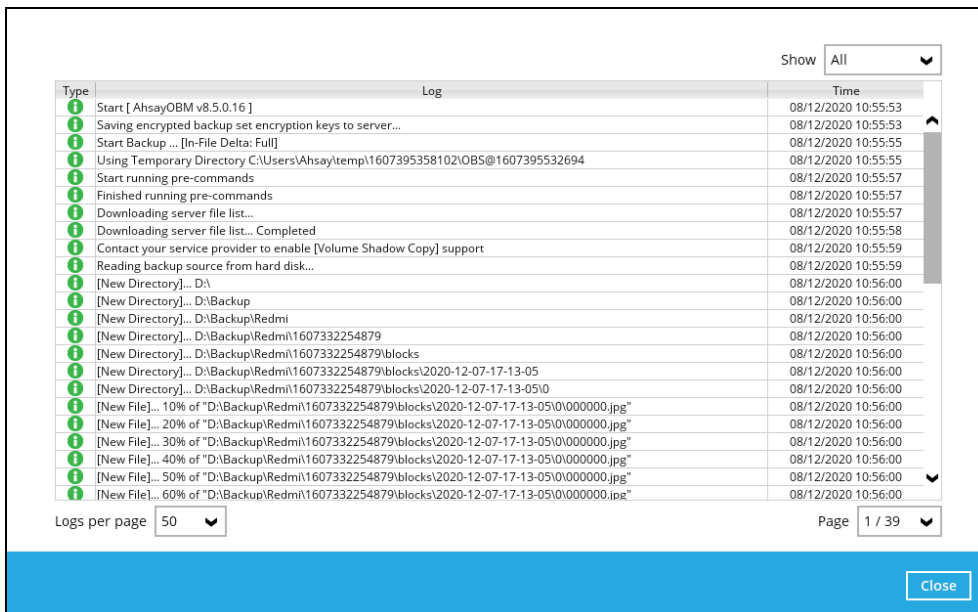 Show All
Type Log Time
Start [ AhsayOBM v8.5.0.16 ] 08/12/2020 10:55:53
Saving encrypted backup set encryption keys to server... 08/12/2020 10:55:53
Start Backup ... [In-File Delta: Full] 08/12/2020 10:55:55
Using Temporary Directory C:\Users\Ahsay\temp\1607395358102\OBS@1607395532694 08/12/2020 10:55:55
Start running pre-commands 08/12/2020 10:55:57
Finished running pre-commands 08/12/2020 10:55:57
Downloading server file list... 08/12/2020 10:55:57
Downloading server file list... Completed 08/12/2020 10:55:58
Contact your service provider to enable [Volume Shadow Copy] support 08/12/2020 10:55:59
Reading backup source from hard disk... 08/12/2020 10:55:59
[New Directory]... D:\ 08/12/2020 10:56:00
[New Directory]... D:\Backup 08/12/2020 10:56:00
[New Directory]... D:\Backup\Redmi 08/12/2020 10:56:00
[New Directory]... D:\Backup\Redmi\1607332254879 08/12/2020 10:56:00
[New Directory]... D:\Backup\Redmi\1607332254879\blocks 08/12/2020 10:56:00
[New Directory]... D:\Backup\Redmi\1607332254879\blocks\2020-12-07-17-13-05 08/12/2020 10:56:00
[New Directory]... D:\Backup\Redmi\1607332254879\blocks\2020-12-07-17-13-05\0 08/12/2020 10:56:00
[New File]... 10% of "D:\Backup\Redmi\1607332254879\blocks\2020-12-07-17-13-05\0\000000.jpg" 08/12/2020 10:56:00
[New File]... 20% of "D:\Backup\Redmi\1607332254879\blocks\2020-12-07-17-13-05\0\000000.jpg" 08/12/2020 10:56:00
[New File]... 30% of "D:\Backup\Redmi\1607332254879\blocks\2020-12-07-17-13-05\0\000000.jpg" 08/12/2020 10:56:00
[New File]... 40% of "D:\Backup\Redmi\1607332254879\blocks\2020-12-07-17-13-05\0\000000.jpg" 08/12/2020 10:56:00
[New File]... 50% of "D:\Backup\Redmi\1607332254879\blocks\2020-12-07-17-13-05\0\000000.jpg" 08/12/2020 10:56:00
[New File]... 60% of "D:\Backup\Redmi\1607332254879\blocks\2020-12-07-17-13-05\0\000000.jpg" 08/12/2020 10:56:00
Logs per page 50 Page 1 / 39
Close